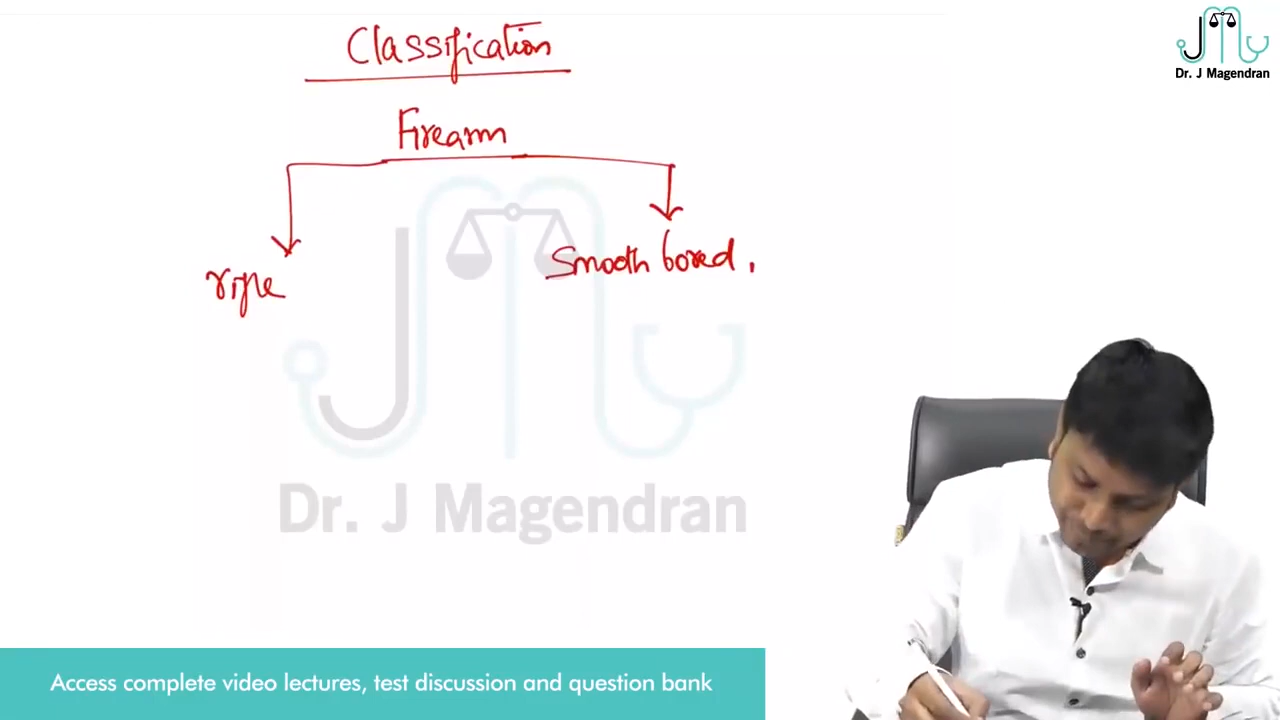 Classification
Firearm
rifle
Smooth bored.
Dr. J Magendran
Dr. J Magendran
Access complete video lectures, test discussion and question bank